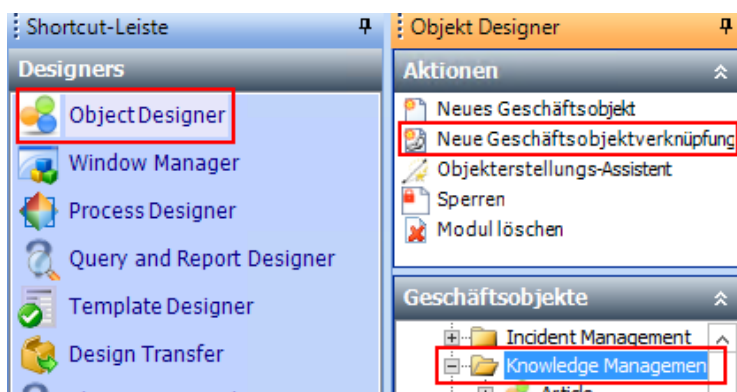 Shortcut-Leiste
Designers
Object Designer
Window Manager
Process Designer
Query and Report Designer
Template Designer
Design Transfer
Objekt Designer
Aktionen
Neues Geschäftsobjekt
Neue Geschäftsobjektverknüpfung
Objekterstellungs-Assistent
Sperren
Modul löschen
Geschäftsobjekte
Incident Management
Knowledge Managemen
Article